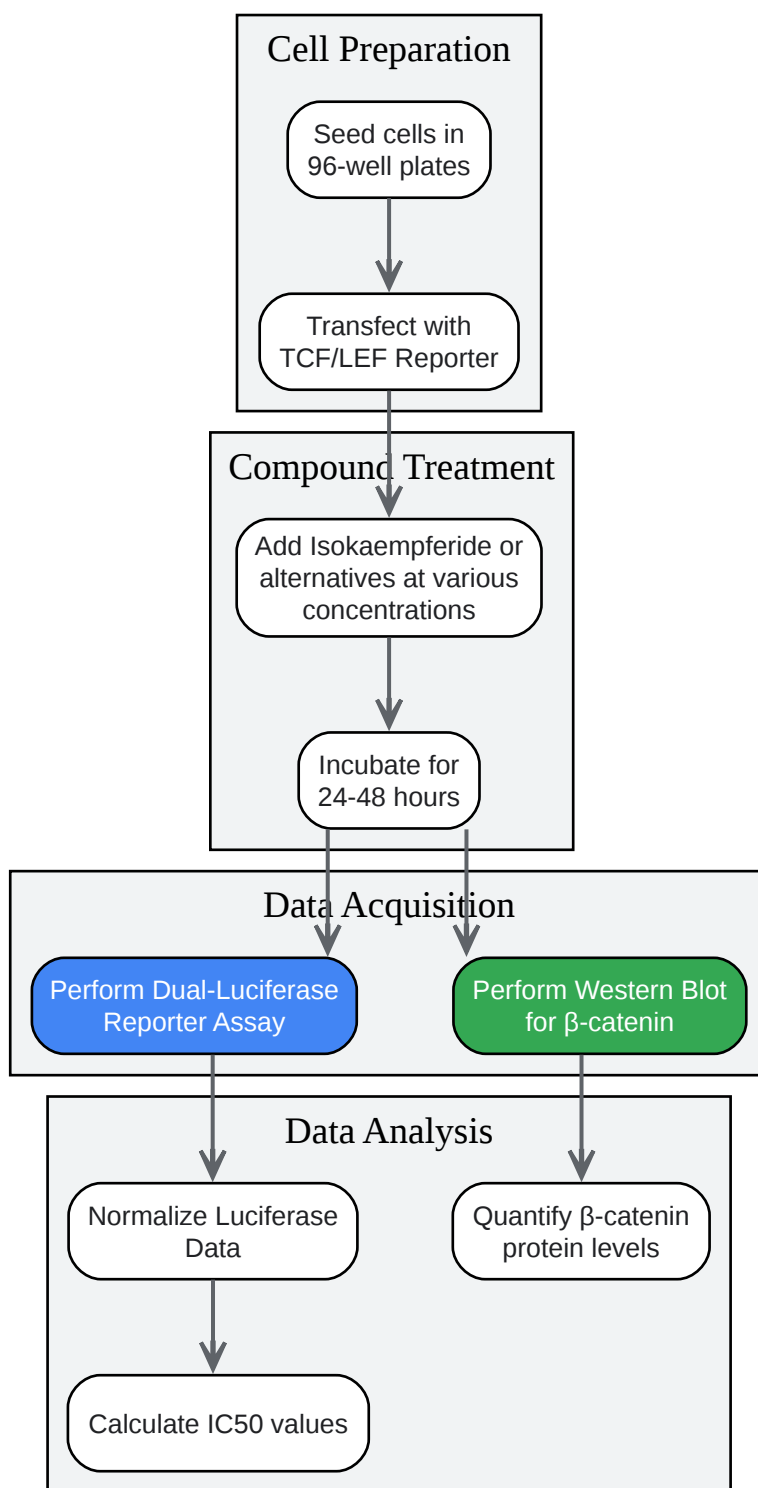 Cell Preparation
Seed cells in
96-well plates
Transfect with
TCF/LEF Reporter
Compound Treatment
Add Isokaempferide or
alternatives at various
concentrations
Incubate for
24-48 hours
Data Acquisition
Perform Dual-Luciferase
Reporter Assay
Perform Western Blot
for β-catenin
Data Analysis
Normalize Luciferase
Data
Quantify β-catenin
protein levels
Calculate IC50 values